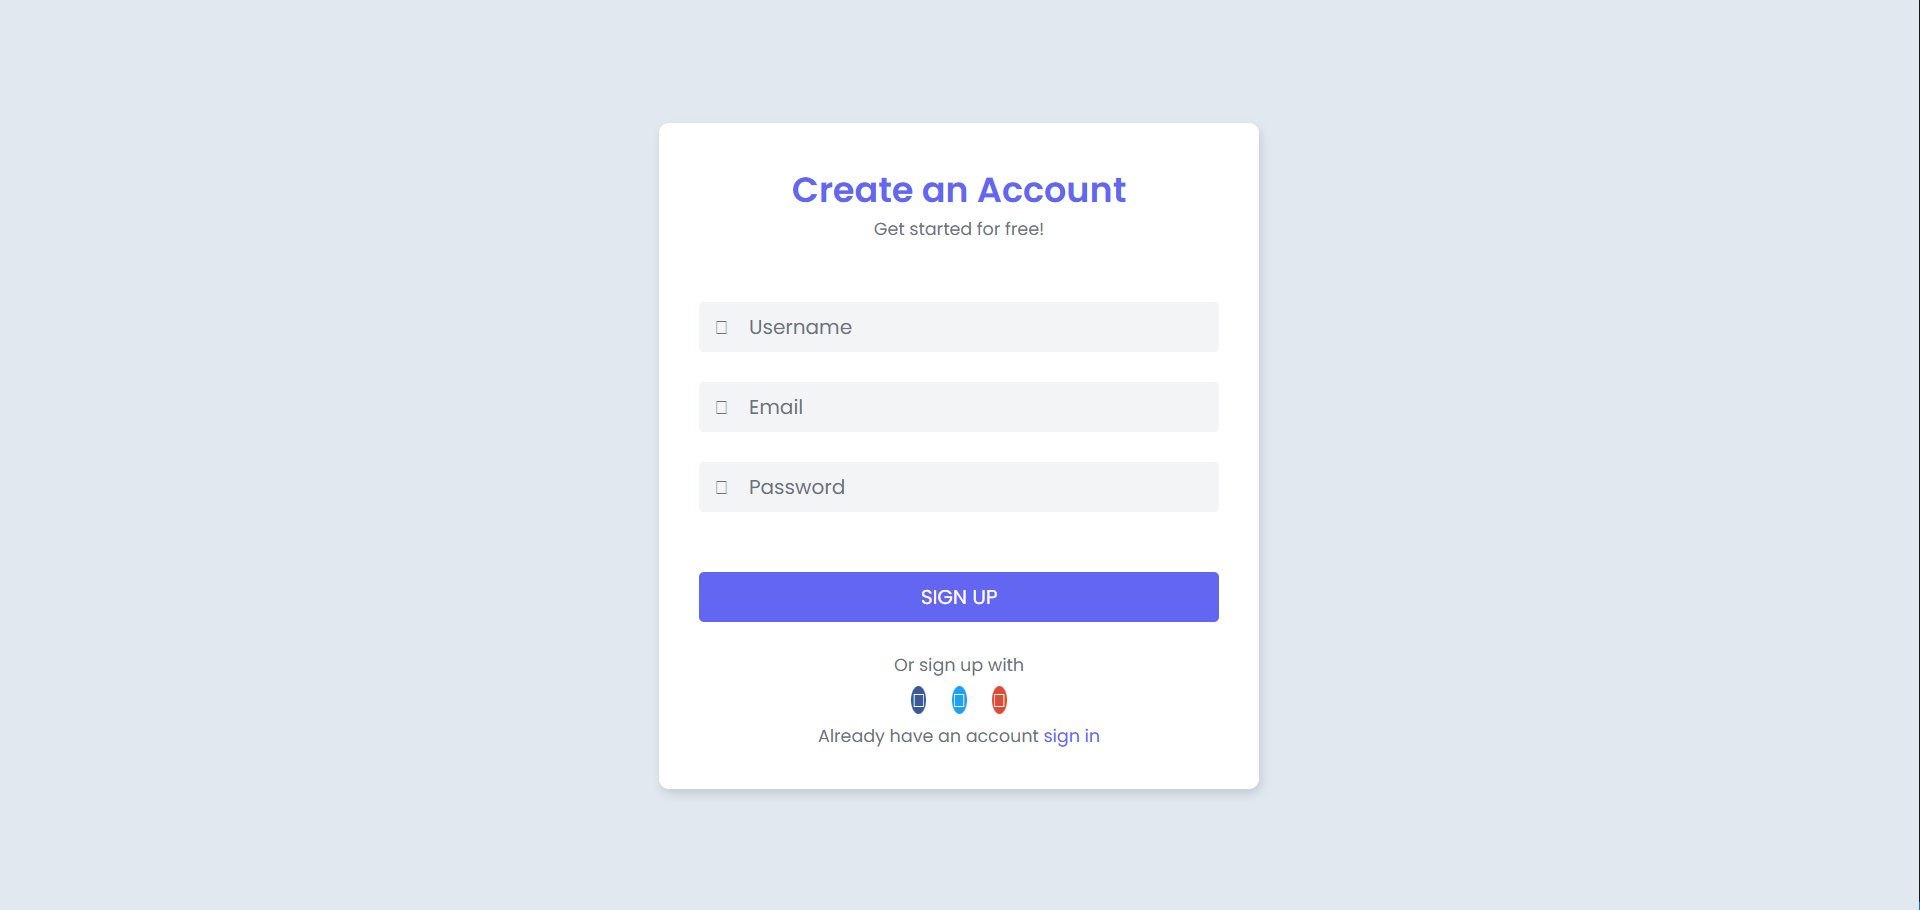 Create an Account
Get started for free!
Username
Email
Password
SIGN UP
Or sign up with
Already have an account sign in